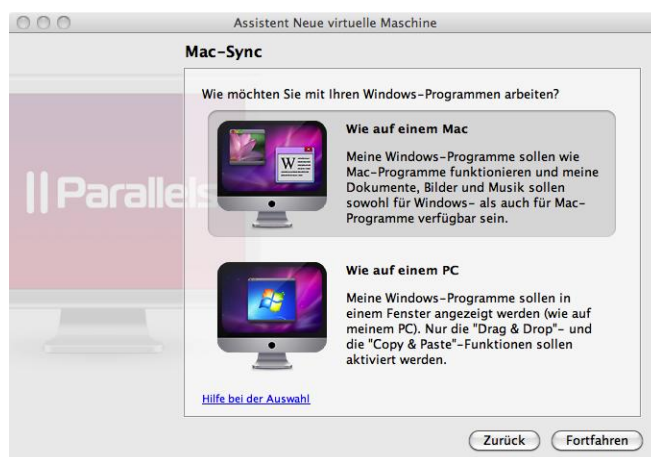 Assistent Neue virtuelle Maschine
Mac-Sync
Wie möchten Sie mit Ihren Windows-Programmen arbeiten?
Wie auf einem Mac
Meine Windows-Programme sollen wie
Mac-Programme funktionieren und meine
Dokumente, Bilder und Musik sollen
sowohl für Windows- als auch für Mac-
Programme verfügbar sein.
W
|| Parallels
Wie auf einem PC
Meine Windows-Programme sollen in
einem Fenster angezeigt werden (wie auf
meinem PC). Nur die "Drag & Drop"- und
die "Copy & Paste"-Funktionen sollen
aktiviert werden.
Hilfe bei der Auswahl
Zurück
Fortfahren